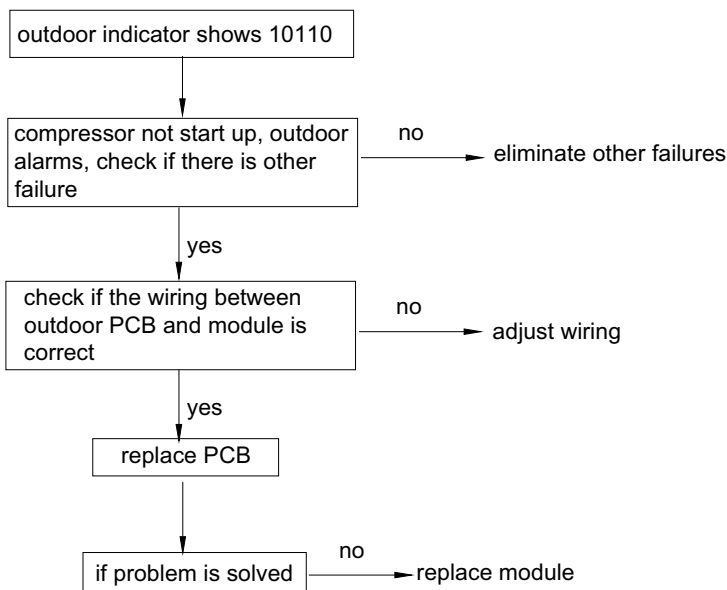 outdoor indicator shows 10110
compressor not start up, outdoor
alarms, check if there is other
failure
no
eliminate other failures
yes
check if the wiring between
outdoor PCB and module is
correct
no
adjust wiring
yes
replace PCB
if problem is solved
no
replace module